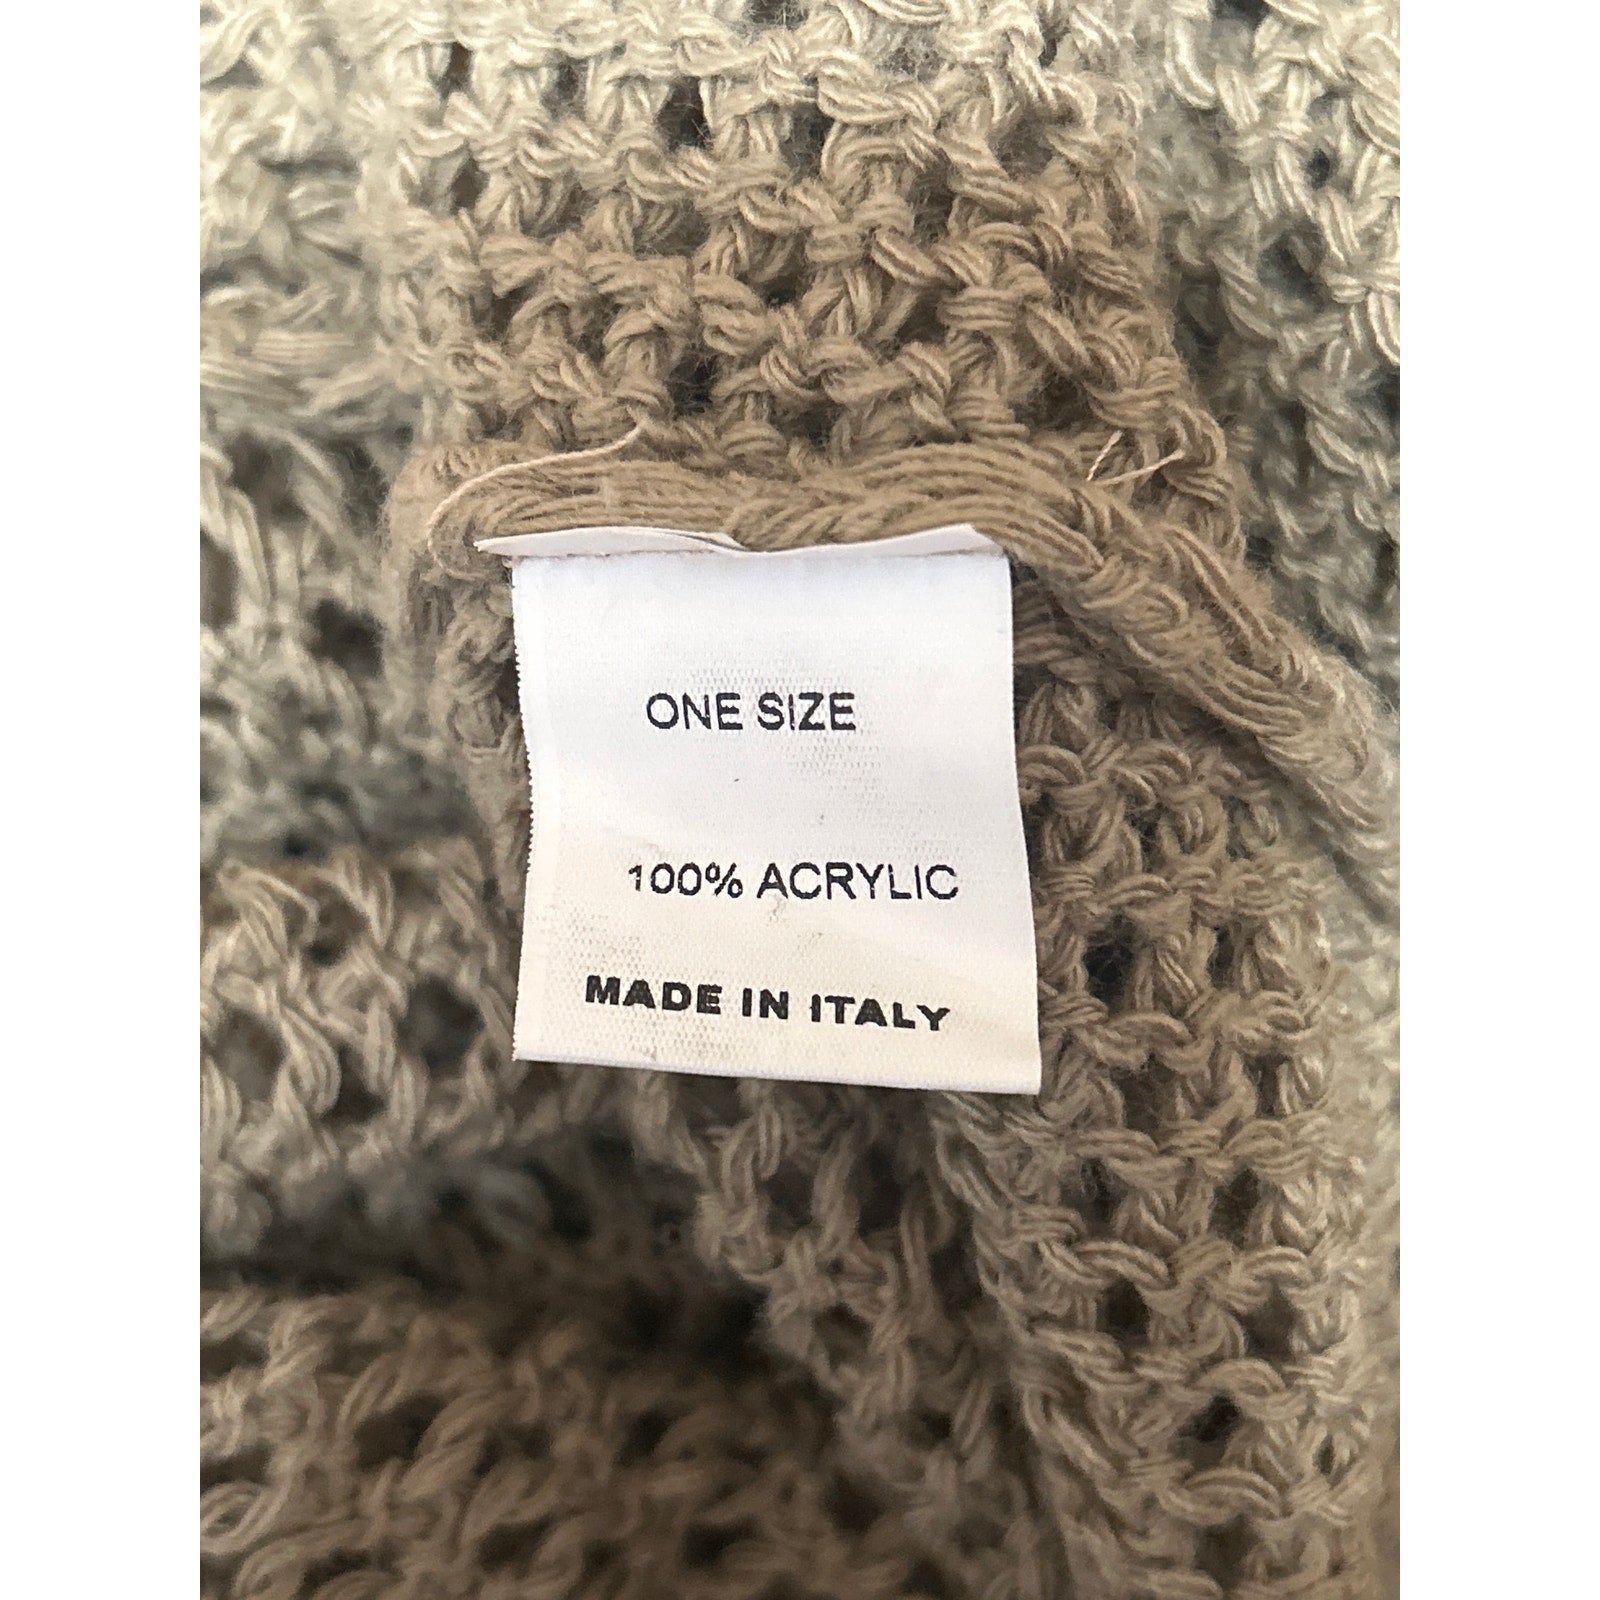 ONE SIZE
100% ACRYLIC
MADE IN ITALY